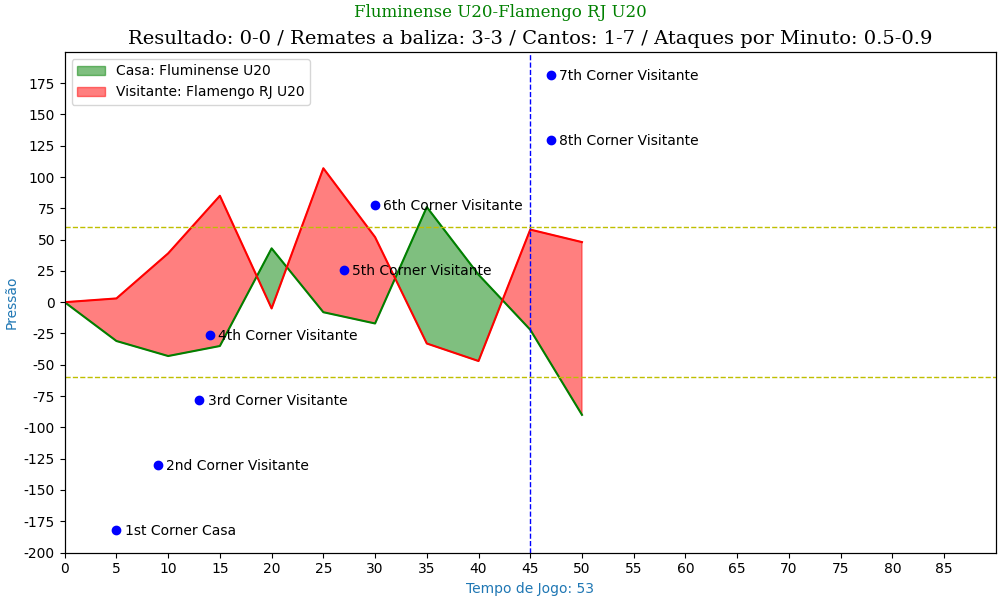 Fluminense U20-Flamengo RJ U20
Resultado: 0-0 / Remates a baliza: 3-3 / Cantos: 1-7 / Ataques por Minuto: 0.5-0.9
Casa: Fluminense U20
Visitante: Flamengo RJ U20
7th Corner Visitante
8th Corner Visitante
6th Corner Visitante
5th Corner Visitante
4th Corner Visitante
3rd Corner Visitante
2nd Corner Visitante
1st Corner Casa
Pressão
175
150
125
100
75
50
25
0
-25
-50
-75
-100
-125
-150
-175
-200
0 5 10 15 20 25 30 35 40 45 50 55 60 65 70 75 80 85
Tempo de Jogo: 53